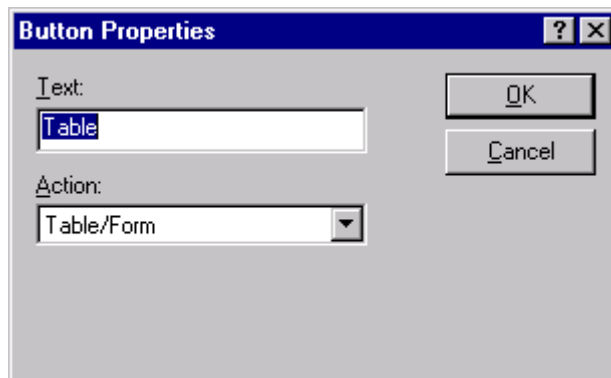 Button Properties
Text:
Table
OK
Cancel
Action:
Table/Form